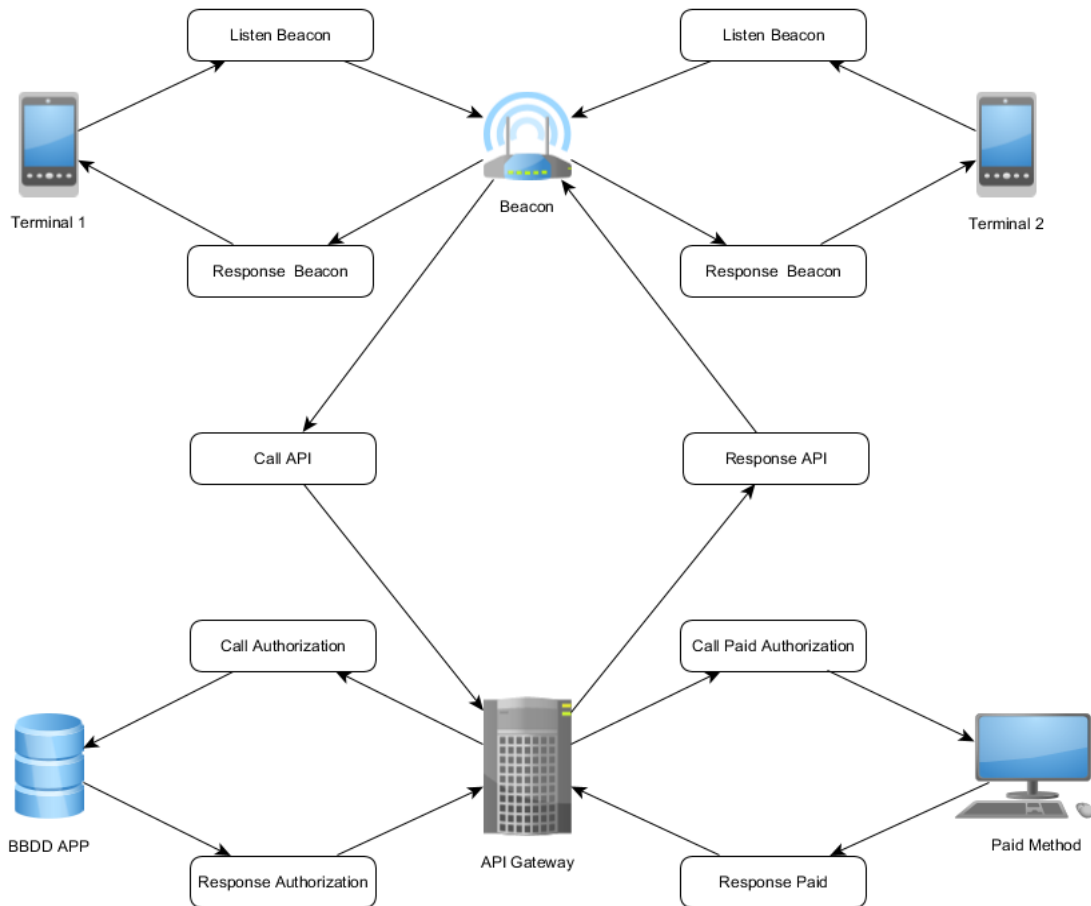 Listen Beacon
Listen Beacon
Terminal 1
Beacon
Terminal 2
Response Beacon
Response Beacon
Call API
Response API
Call Authorization
Call Paid Authorization
BBDD APP
API Gateway
Paid Method
Response Authorization
Response Paid